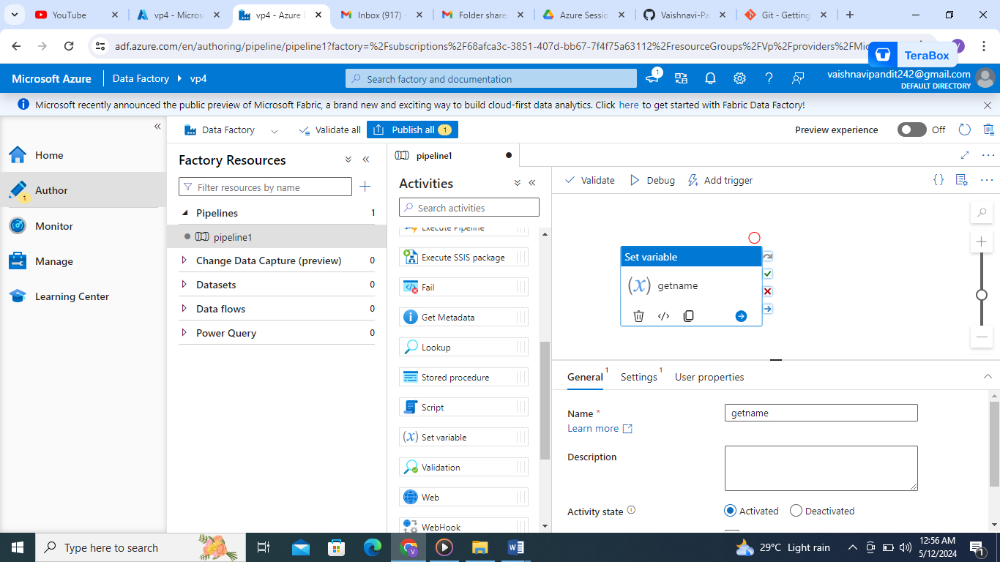 YouTube
vp4 - Micros
vp4 - Azure D
Inbox (917) -
Folder share
Azure Sessio
Vaishnavi-Pa
Git - Getting
adf.azure.com/en/authoring/pipeline/pipeline1?factory=%2Fsubscriptions%2F68afca3c-3851-407d-bb67-7f4f75a63112%2FresourceGroups%2FVp%2Fproviders%2FMic
V
TeraBox
Microsoft Azure
Data Factory
vp4
Search factory and documentation
1
vaishnavipandit242@gmail.com
DEFAULT DIRECTORY
Microsoft recently announced the public preview of Microsoft Fabric, a brand new and exciting way to build cloud-first data analytics. Click here to get started with Fabric Data Factory!
Home
Author
1
Monitor
Manage
Learning Center
Data Factory
Validate all
Publish all 1
Preview experience
Off
Factory Resources
Filter resources by name
Pipelines 1
pipeline1
Change Data Capture (preview) 0
Datasets 0
Data flows 0
Power Query 0
pipeline1
Activities
Search activities
Execute Pipeline
Execute SSIS package
Fail
Get Metadata
Lookup
Stored procedure
Script
(x) Set variable
Validation
Web
WebHook
Validate
Debug
Add trigger
{}
Set variable
(x) getname
General 1
Settings 1
User properties
Name *
getname
Learn more
Description
Activity state
Activated
Deactivated
Type here to search
29°C Light rain
12:56 AM
5/12/2024
1